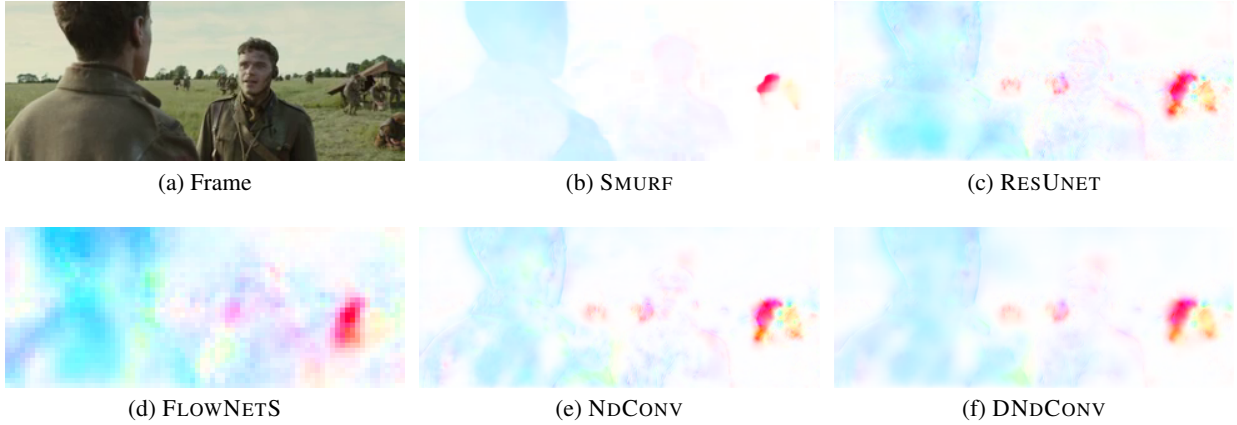 (a) Frame
(b) SMURF
(c) RESUNET
(d) FLOWNETS
(e) NDCONV
(f) DNDCONV